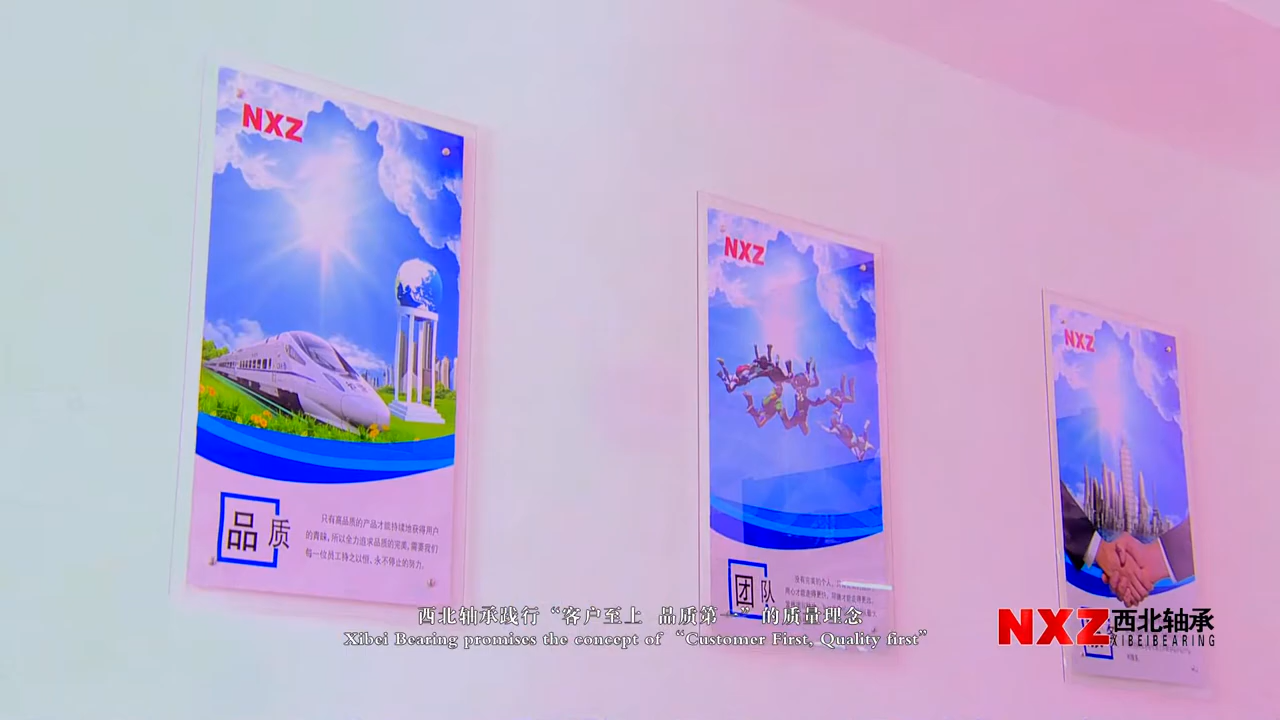 NXZ
品质
只有高品质的产品才能持续地获得用户
的青睐,所以全力追求品质的完美,需要我们
每一位员工持之以恒、永不停止的努力。
NXZ
团队
NXZ
西北轴承践行“客户至上 品质第一”的质量理念
Xibei Bearing promises the concept of “Customer First, Quality first”
NXZ 西北轴承
XIBEIBEARING